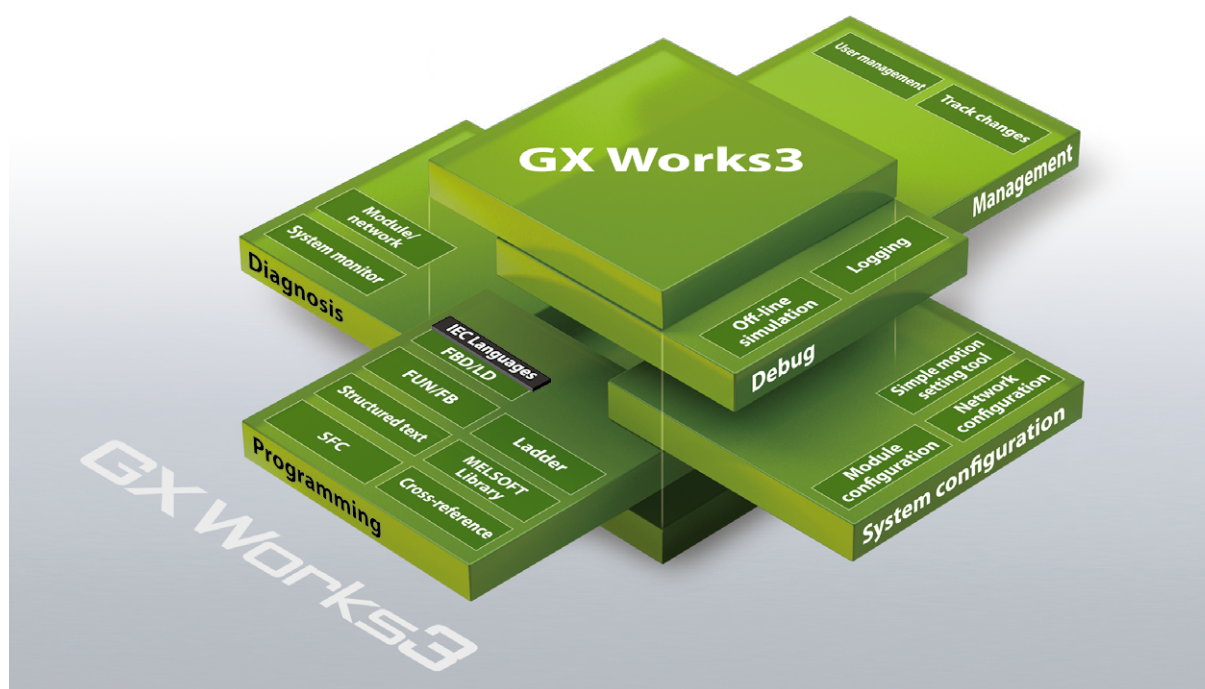 GX Works3
User management
Track changes
Management
Module/
network
System monitor
Diagnosis
Logging
Off-line
simulation
Debug
IEC Languages
FBD/LD
FUN/FB
Structured text
SFC
Ladder
MELSOFT
Library
Cross-reference
Programming
Simple motion
setting tool
Network
configuration
Module
configuration
System configuration
GX Works3